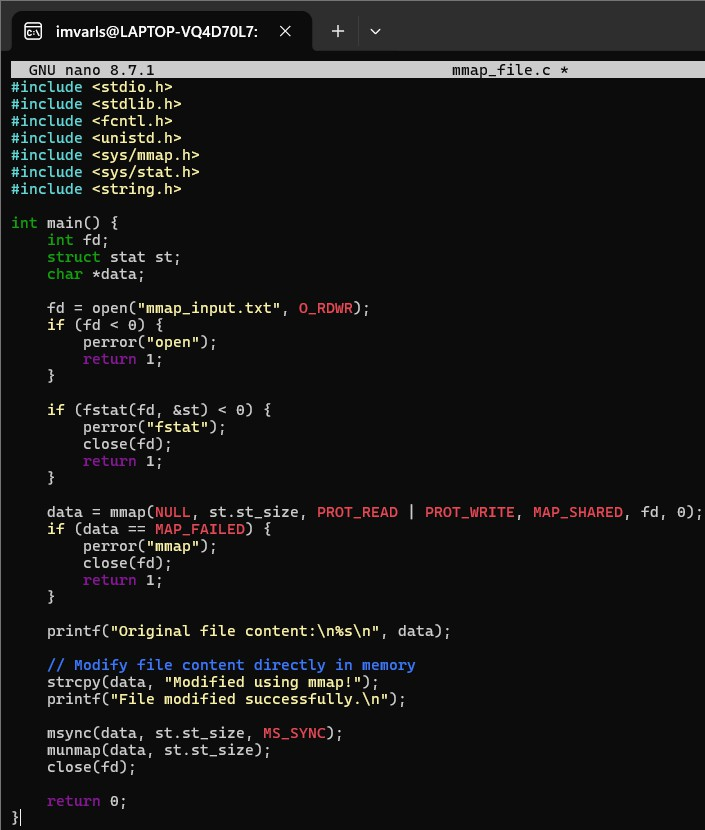 imvarls@LAPTOP-VQ4D70L7:
GNU nano 8.7.1 mmap_file.c *
#include <stdio.h>
#include <stdlib.h>
#include <fcntl.h>
#include <unistd.h>
#include <sys/mmap.h>
#include <sys/stat.h>
#include <string.h>

int main() {
    int fd;
    struct stat st;
    char *data;

    fd = open("mmap_input.txt", O_RDWR);
    if (fd < 0) {
        perror("open");
        return 1;
    }

    if (fstat(fd, &st) < 0) {
        perror("fstat");
        close(fd);
        return 1;
    }

    data = mmap(NULL, st.st_size, PROT_READ | PROT_WRITE, MAP_SHARED, fd, 0);
    if (data == MAP_FAILED) {
        perror("mmap");
        close(fd);
        return 1;
    }

    printf("Original file content:\n%s\n", data);

    // Modify file content directly in memory
    strcpy(data, "Modified using mmap!");
    printf("File modified successfully.\n");

    msync(data, st.st_size, MS_SYNC);
    munmap(data, st.st_size);
    close(fd);

    return 0;
}